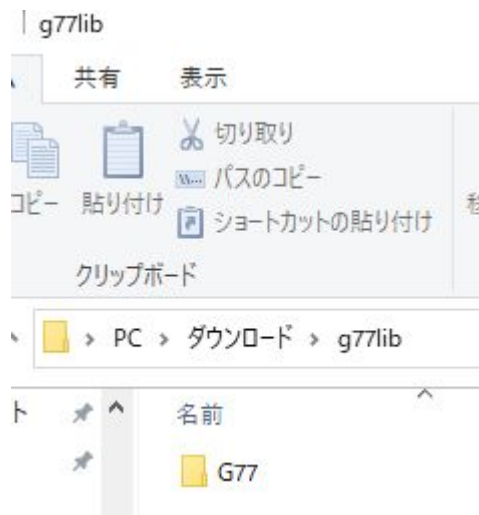 g77lib
共有 表示
切り取り
コピー 貼り付け パスのコピー
ショートカットの貼り付け
クリップボード
PC ダウンロード g77lib
ト 名前
G77